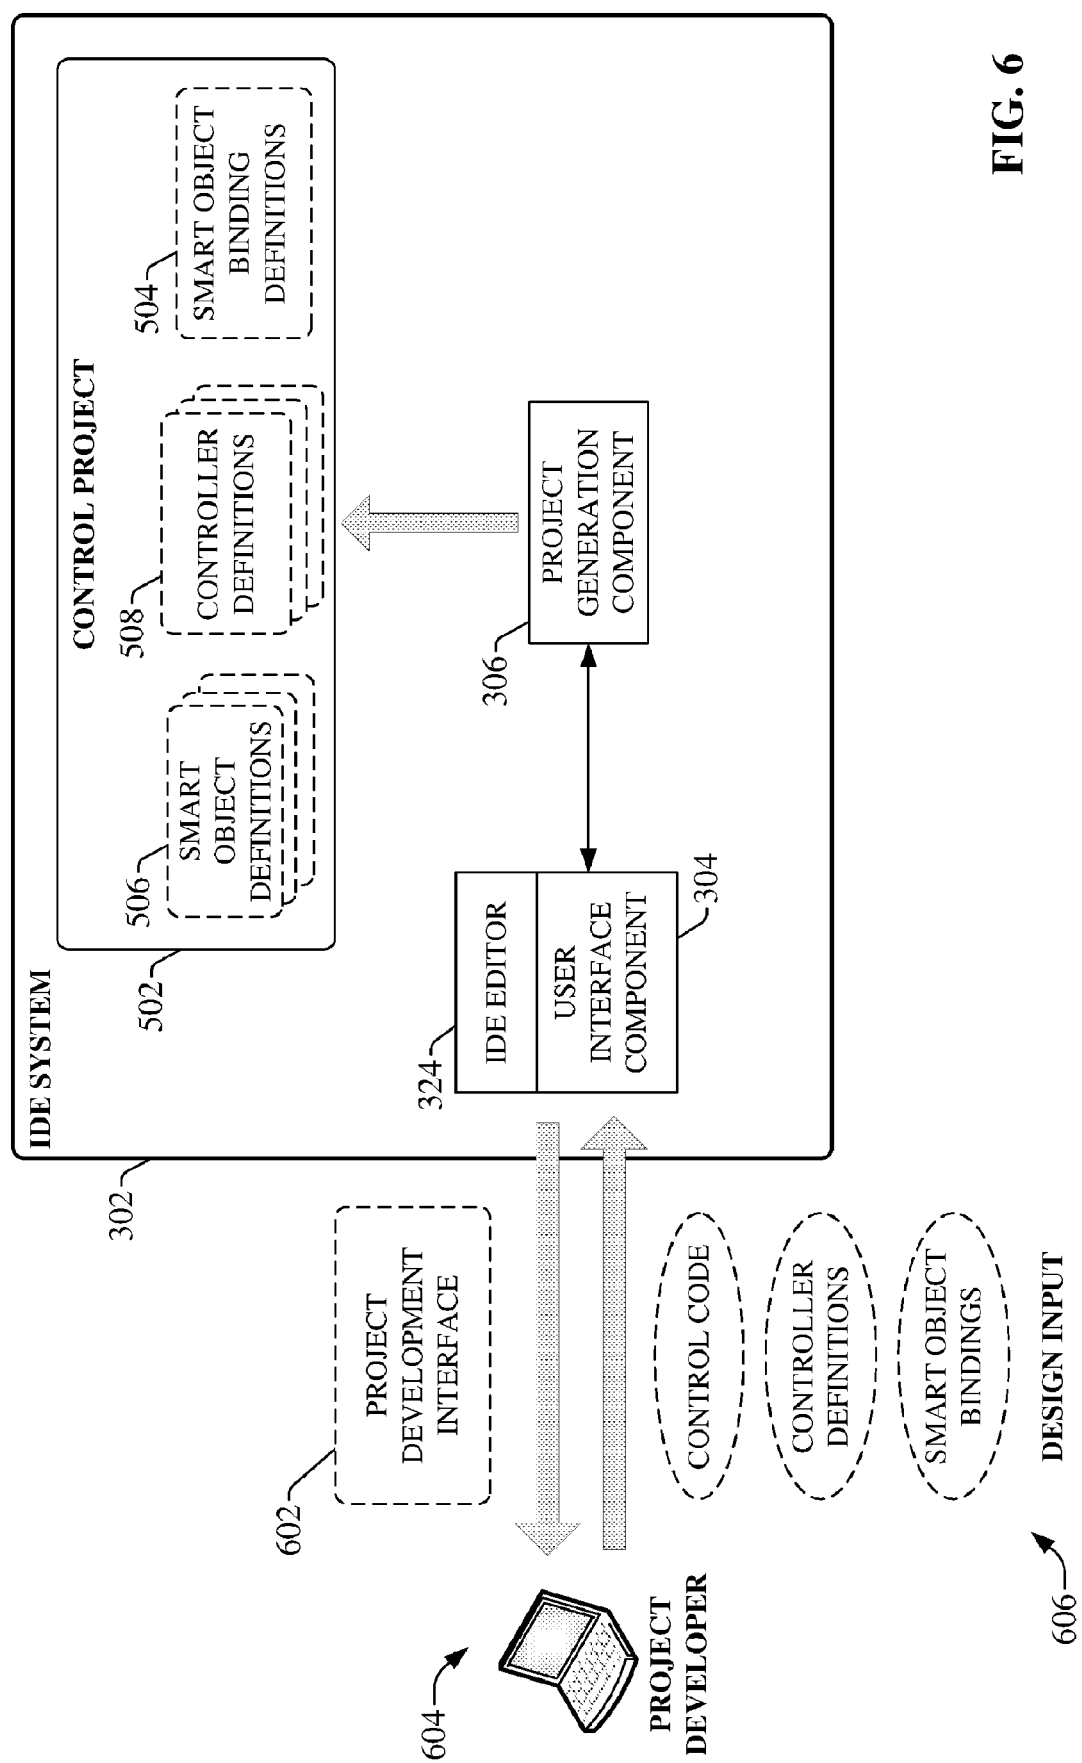 IDE SYSTEM
302
CONTROL PROJECT
502
506
SMART
OBJECT
DEFINITIONS
508
CONTROLLER
DEFINITIONS
504
SMART OBJECT
BINDING
DEFINITIONS
324
IDE EDITOR
USER
INTERFACE
COMPONENT
304
306
PROJECT
GENERATION
COMPONENT
602
PROJECT
DEVELOPMENT
INTERFACE
604
PROJECT
DEVELOPER
CONTROL CODE
CONTROLLER
DEFINITIONS
SMART OBJECT
BINDINGS
DESIGN INPUT
606
FIG. 6